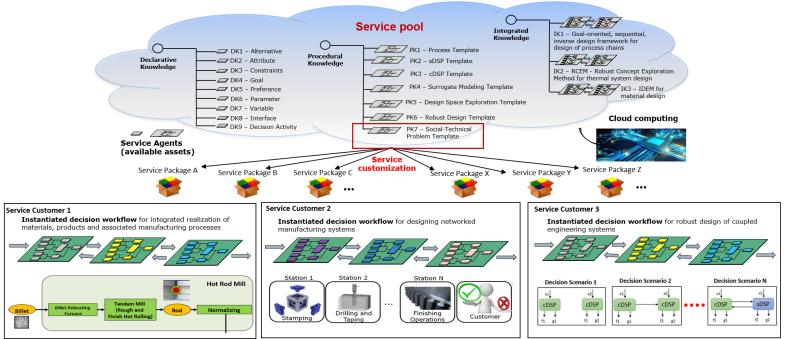 Service pool
Declarative
Knowledge
DK1 – Alternative
DK2 – Attribute
DK3 – Constraints
DK4 – Goal
DK5 – Preference
DK6 – Parameter
DK7 – Variable
DK8 – Interface
DK9 – Decision Activity
Procedural
Knowledge
PK1 – Process Template
PK2 – sDSP Template
PK3 – cDSP Template
PK4 – Surrogate Modeling Template
PK5 – Design Space Exploration Template
PK6 – Robust Design Template
PK7 – Social-Technical
Problem Template
Integrated
Knowledge
IK1 – Goal-oriented, sequential,
inverse design framework for
design of process chains
IK2 – RCEM - Robust Concept Exploration
Method for thermal system design
IK3 – IDEM for
material design
Service Agents
(available assets)
Cloud computing
Service
customization
Service Package A
Service Package B
Service Package C
...
Service Package X
Service Package Y
Service Package Z
...
Service Customer 1
Instantiated decision workflow for integrated realization of
materials, products and associated manufacturing processes
Hot Rod Mill
Billet
Billet Reheating
Furnace
Tandem Mill
(Rough and
Finish Hot Rolling)
Rod
Normalizing
Service Customer 2
Instantiated decision workflow for designing networked
manufacturing systems
Station 1
Station 2
Station N
...
Stamping
Drilling and
Taping
Finishing
Operations
Customer
Service Customer 3
Instantiated decision workflow for robust design of coupled
engineering systems
Decision Scenario 1
Decision Scenario 2
Decision Scenario N
cDSP
cDSP
cDSP
cDSP
cDSP
sDSP